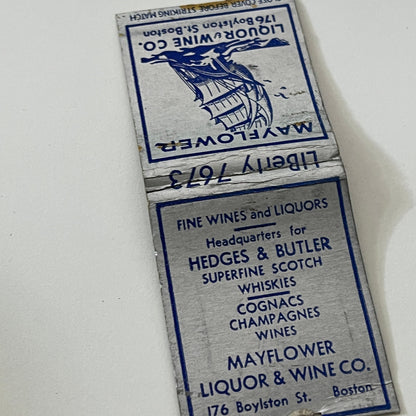 CLOSE COVER BEFORE STRIKING MATCH
176 Boylston St. Boston
LIQUOR & WINE CO.
MAYFLOWER
LIBerty 7673
FINE WINES and LIQUORS
Headquarters for
HEDGES & BUTLER
SUPERFINE SCOTCH
WHISKIES
COGNACS
CHAMPAGNES
WINES
MAYFLOWER
LIQUOR & WINE CO.
176 Boylston St. Boston